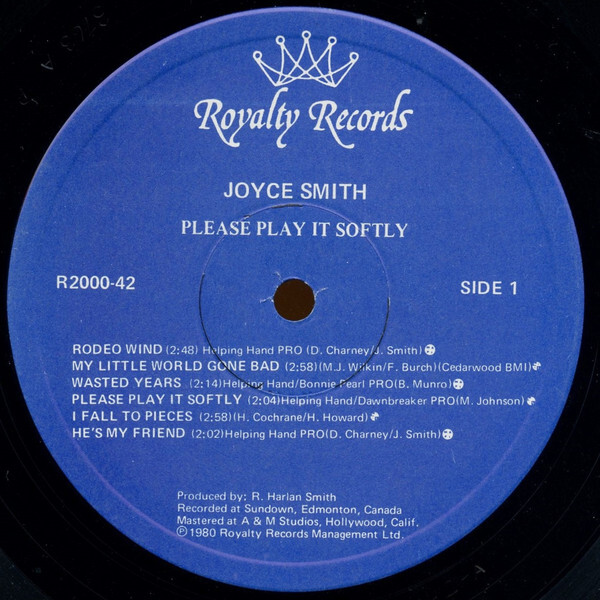 Royalty Records
JOYCE SMITH
PLEASE PLAY IT SOFTLY
R2000-42
SIDE 1
RODEO WIND (2:48) Helping Hand PRO (D. Charney/J. Smith)
MY LITTLE WORLD GONE BAD (2:58)(M.J. Wilkin/F. Burch)(Cedarwood BMI)
WASTED YEARS (2:14)Helping Hand/Bonnie Pearl PRO(B. Munro)
PLEASE PLAY IT SOFTLY (2:04)Helping Hand/Dawnbreaker PRO(M. Johnson)
I FALL TO PIECES (2:58)(H. Cochrane/H. Howard)
HE'S MY FRIEND (2:02)Helping Hand PRO(D. Charney/J. Smith)
Produced by: R. Harlan Smith
Recorded at Sundown, Edmonton, Canada
Mastered at A & M Studios, Hollywood, Calif.
℗1980 Royalty Records Management Ltd.